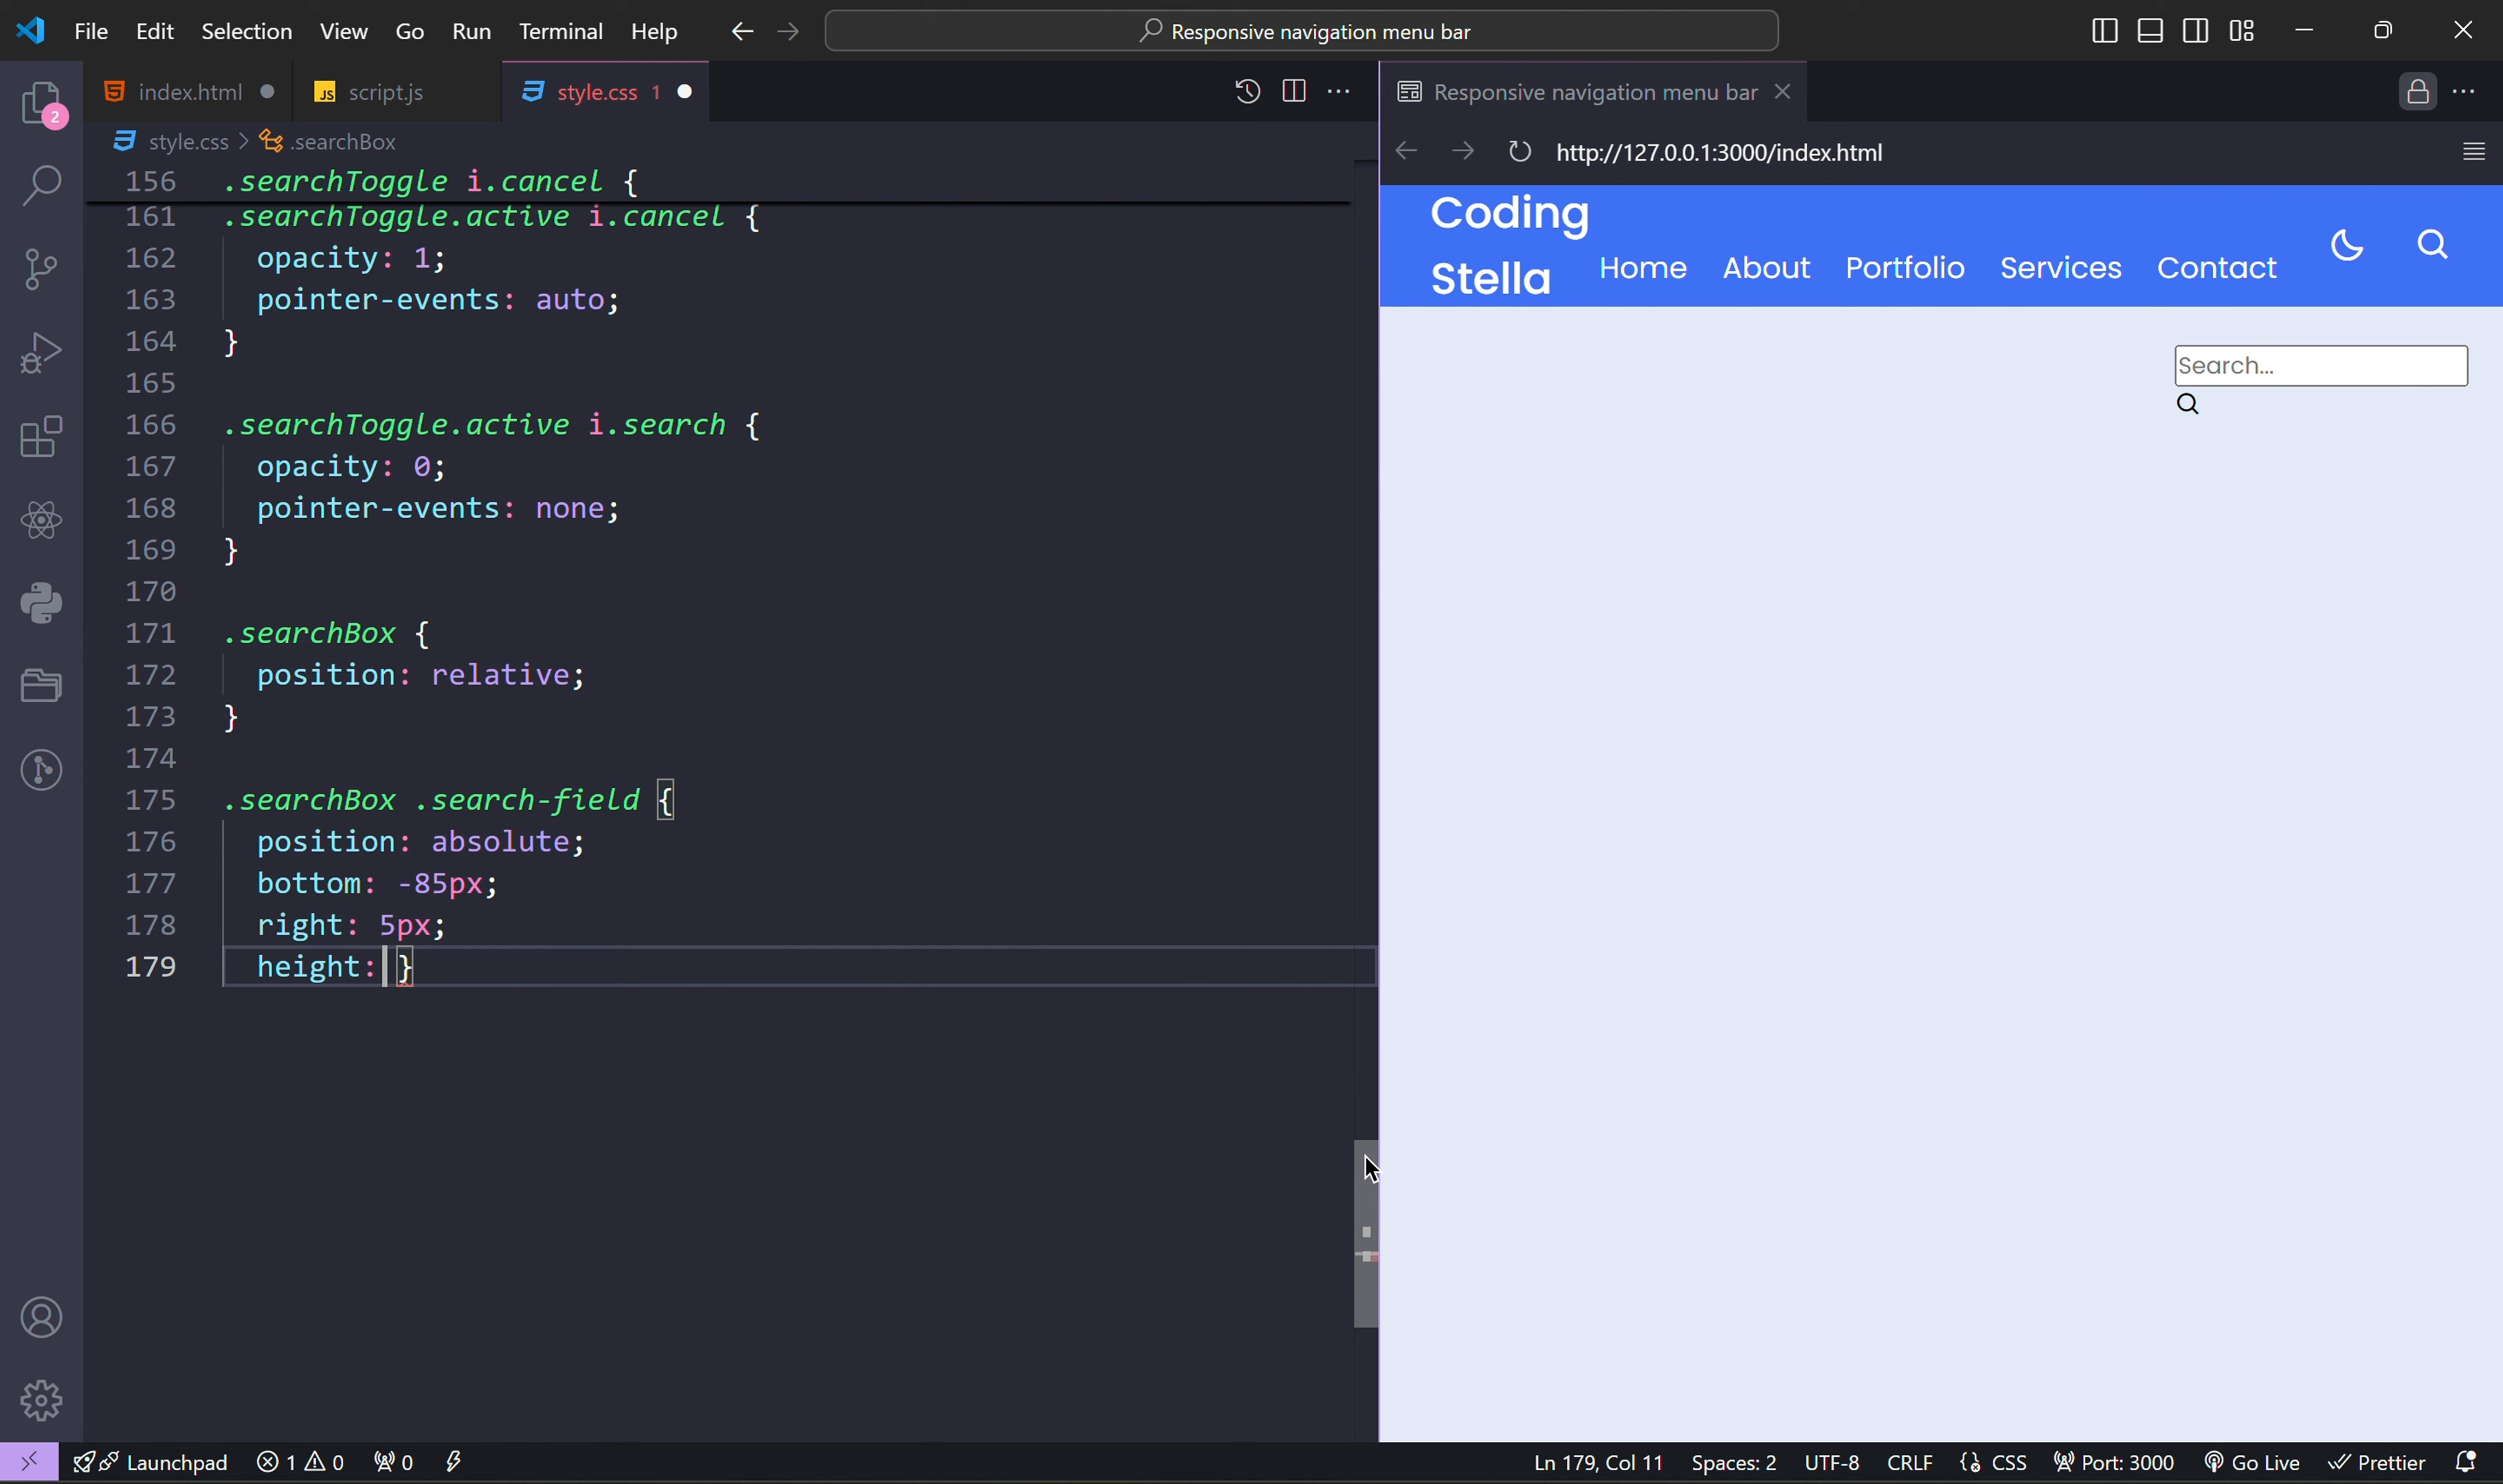 File Edit Selection View Go Run Terminal Help
Responsive navigation menu bar
2
index.html
JS script.js
style.css 1
Responsive navigation menu bar
style.css > .searchBox
http://127.0.0.1:3000/index.html
156 .searchToggle i.cancel {
161 .searchToggle.active i.cancel {
162 opacity: 1;
163 pointer-events: auto;
164 }
165
166 .searchToggle.active i.search {
167 opacity: 0;
168 pointer-events: none;
169 }
170
171 .searchBox {
172 position: relative;
173 }
174
175 .searchBox .search-field {
176 position: absolute;
177 bottom: -85px;
178 right: 5px;
179 height: }
Coding
Stella
Home About Portfolio Services Contact
Search...
Launchpad 1 0 0
Ln 179, Col 11 Spaces: 2 UTF-8 CRLF CSS Port: 3000 Go Live Prettier